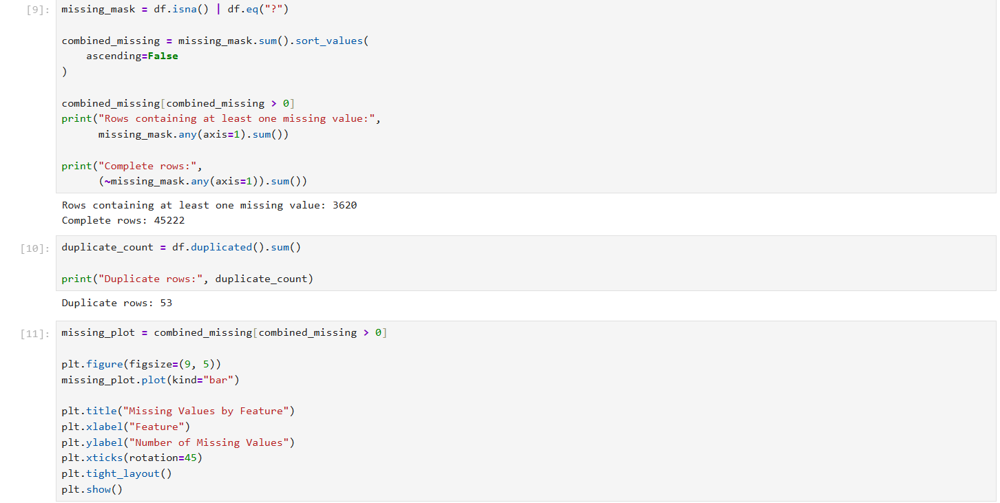 [9]: missing_mask = df.isna() | df.eq("?")
combined_missing = missing_mask.sum().sort_values(
    ascending=False
)
combined_missing[combined_missing > 0]
print("Rows containing at least one missing value:",
      missing_mask.any(axis=1).sum())
print("Complete rows:",
      (~missing_mask.any(axis=1)).sum())
Rows containing at least one missing value: 3620
Complete rows: 45222
[10]: duplicate_count = df.duplicated().sum()
print("Duplicate rows:", duplicate_count)
Duplicate rows: 53
[11]: missing_plot = combined_missing[combined_missing > 0]
plt.figure(figsize=(9, 5))
missing_plot.plot(kind="bar")
plt.title("Missing Values by Feature")
plt.xlabel("Feature")
plt.ylabel("Number of Missing Values")
plt.xticks(rotation=45)
plt.tight_layout()
plt.show()